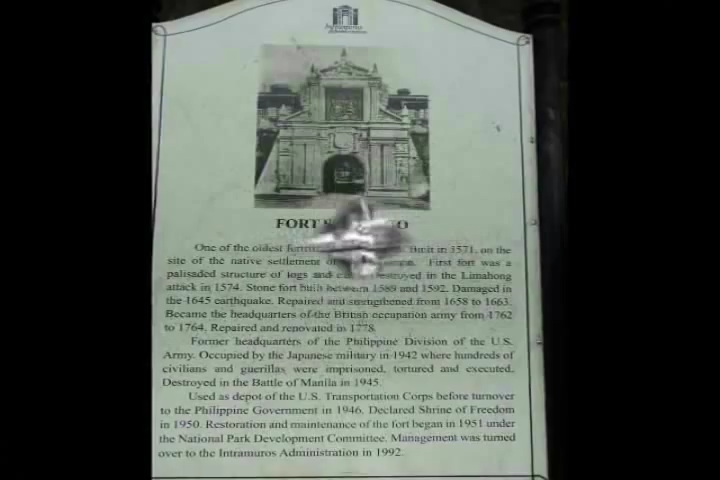 Intramuros
Administration
FORT
One of the oldest built in 1571, on the
site of the native settlement of First fort was a
palisaded structure of logs and destroyed in the Limahong
attack in 1574. Stone fort built between 1589 and 1592. Damaged in
the 1645 earthquake. Repaired and strengthened from 1658 to 1663.
Became the headquarters of the British occupation army from 1762
to 1764. Repaired and renovated in 1778.
Former headquarters of the Philippine Division of the U.S.
Army. Occupied by the Japanese military in 1942 where hundreds of
civilians and guerillas were imprisoned, tortured and executed.
Destroyed in the Battle of Manila in 1945.
Used as depot of the U.S. Transportation Corps before turnover
to the Philippine Government in 1946. Declared Shrine of Freedom
in 1950. Restoration and maintenance of the fort began in 1951 under
the National Park Development Committee. Management was turned
over to the Intramuros Administration in 1992.